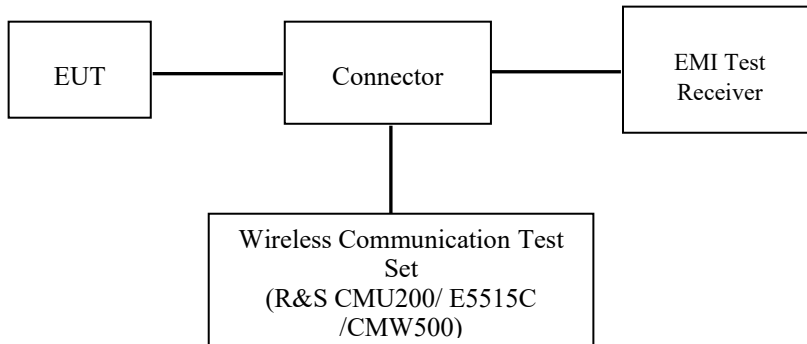 EUT
Connector
EMI Test
Receiver
Wireless Communication Test
Set
(R&S CMU200/ E5515C
/CMW500)